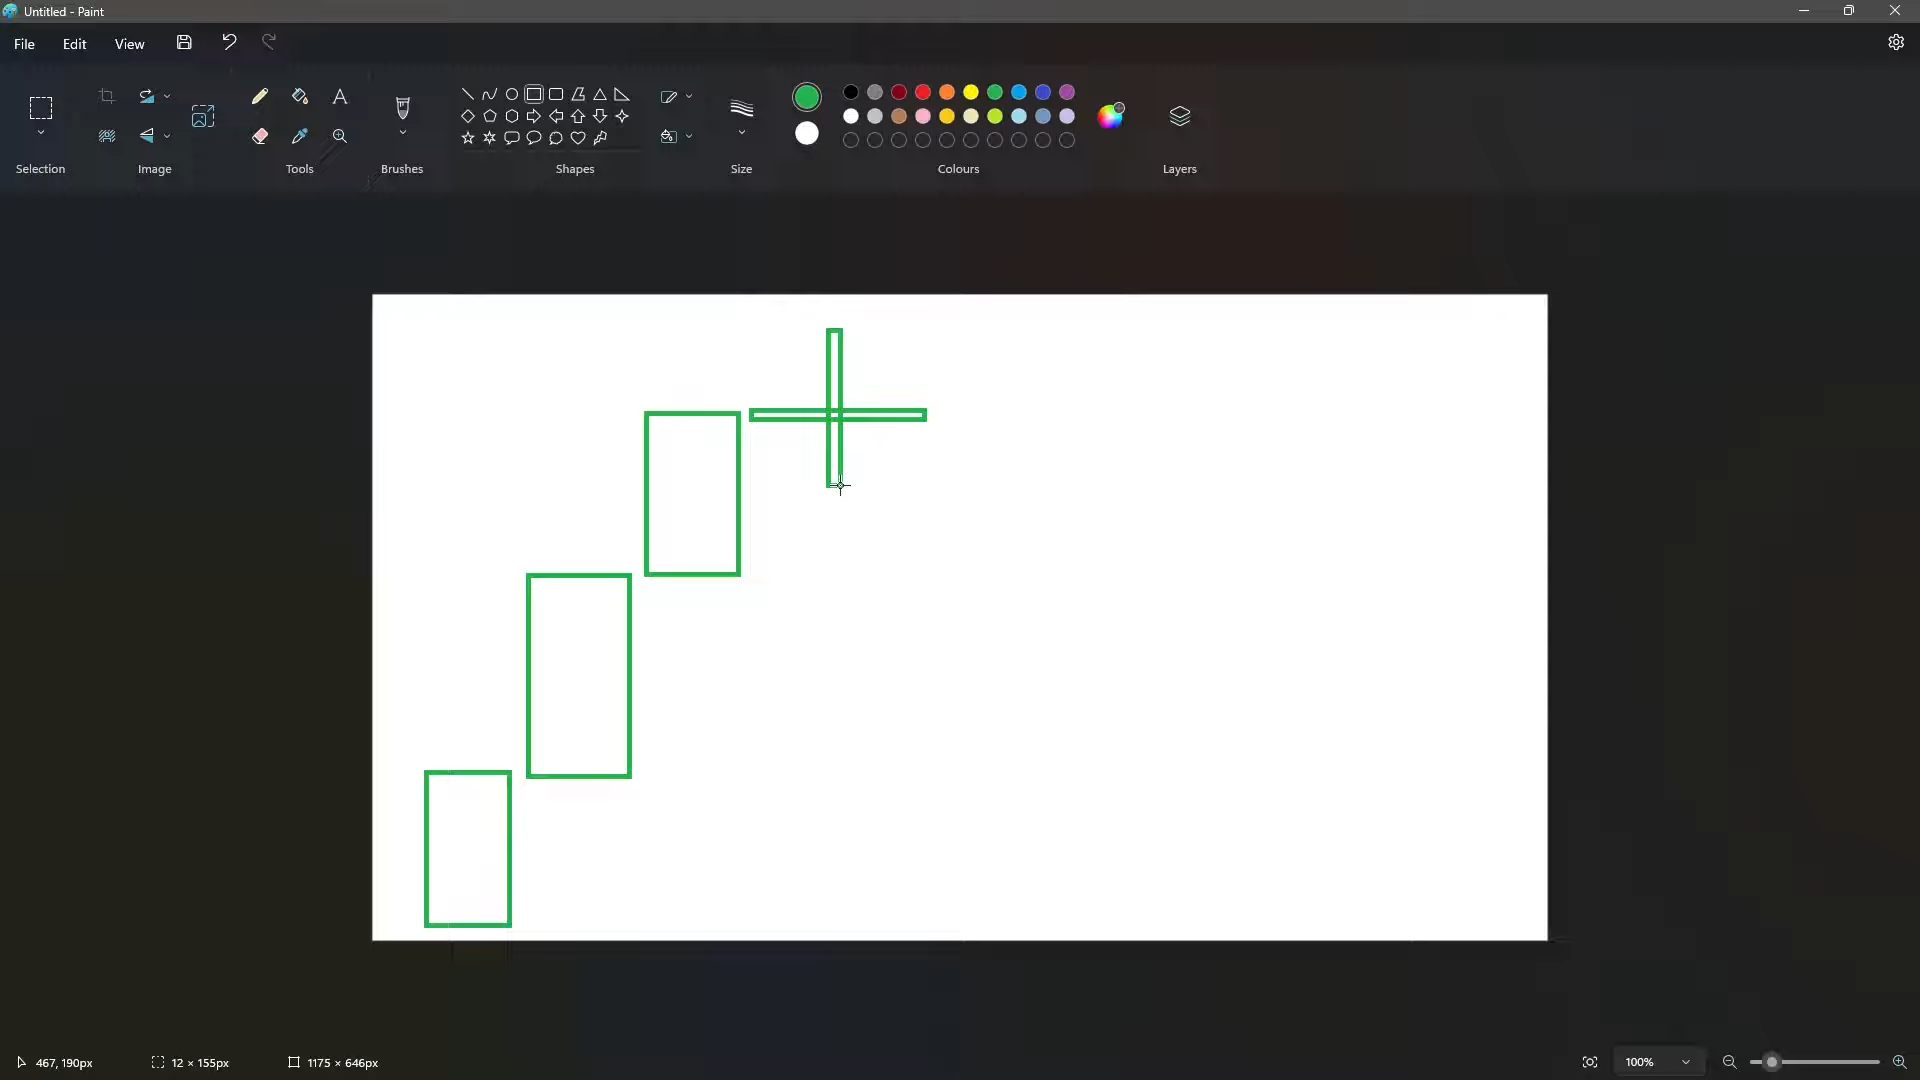 Untitled - Paint
File Edit View
Selection Image Tools Brushes Shapes Size Colours Layers
467, 190px 12 × 155px 1175 × 646px 100%